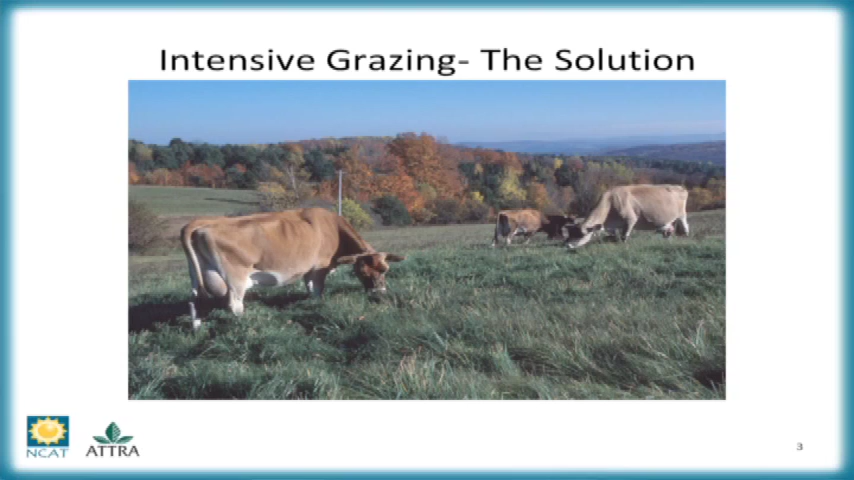 Intensive Grazing- The Solution
NCAT
ATTRA
3